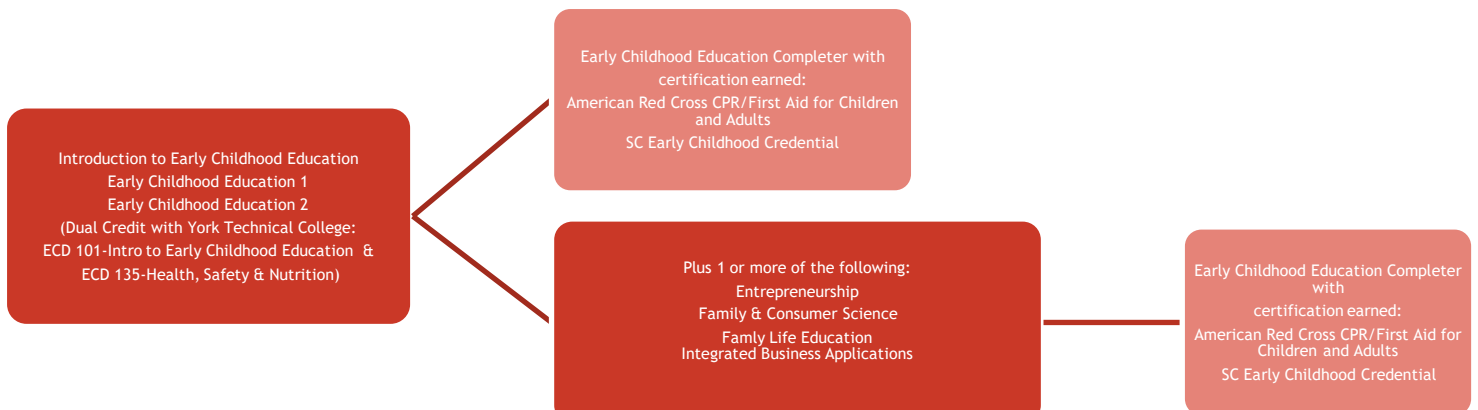 Introduction to Early Childhood Education
Early Childhood Education 1
Early Childhood Education 2
(Dual Credit with York Technical College:
ECD 101-Intro to Early Childhood Education &
ECD 135-Health, Safety & Nutrition)
Early Childhood Education Completer with
certification earned:
American Red Cross CPR/First Aid for Children
and Adults
SC Early Childhood Credential
Plus 1 or more of the following:
Entrepreneurship
Family & Consumer Science
Famly Life Education
Integrated Business Applications
Early Childhood Education Completer
with
certification earned:
American Red Cross CPR/First Aid for
Children and Adults
SC Early Childhood Credential